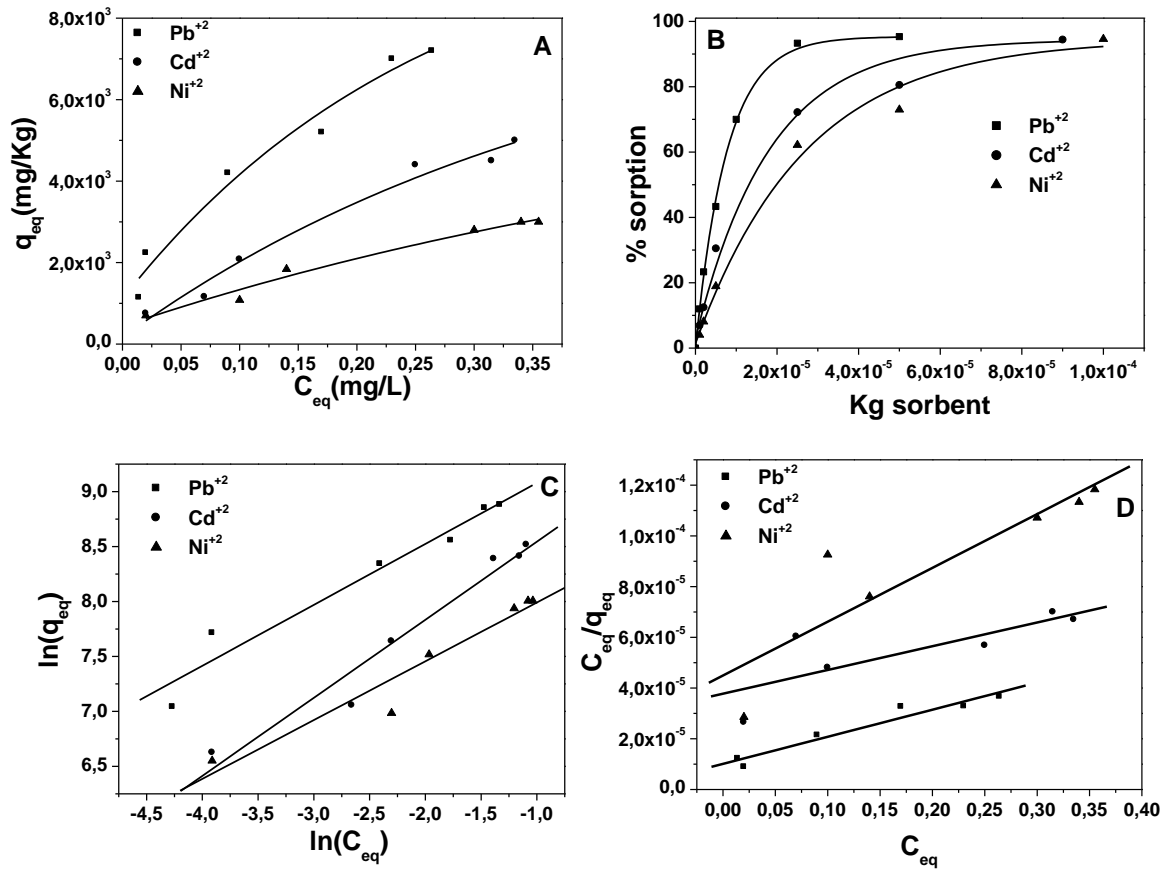 A
Pb+2
Cd+2
Ni+2
8,0x10³
6,0x10³
4,0x10³
2,0x10³
0,0
qeq(mg/Kg)
0,00 0,05 0,10 0,15 0,20 0,25 0,30 0,35
Ceq(mg/L)
B
Pb+2
Cd+2
Ni+2
100
80
60
40
20
0
% sorption
0,0 2,0x10-5 4,0x10-5 6,0x10-5 8,0x10-5 1,0x10-4
Kg sorbent
C
Pb+2
Cd+2
Ni+2
9,0
8,5
8,0
7,5
7,0
6,5
ln(qeq)
-4,5 -4,0 -3,5 -3,0 -2,5 -2,0 -1,5 -1,0
ln(Ceq)
D
Pb+2
Cd+2
Ni+2
1,2x10-4
1,0x10-4
8,0x10-5
6,0x10-5
4,0x10-5
2,0x10-5
0,0
Ceq/qeq
0,00 0,05 0,10 0,15 0,20 0,25 0,30 0,35 0,40
Ceq